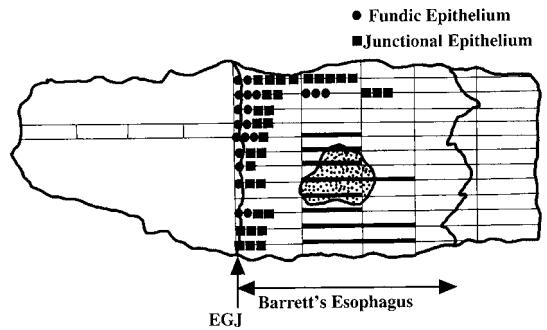 Fundic Epithelium
Junctional Epithelium
Barrett's Esophagus
EGJ